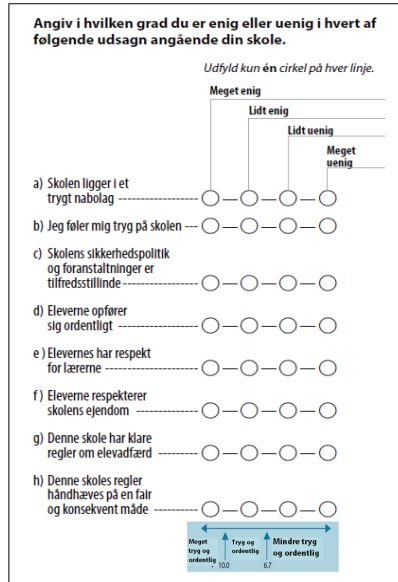 Angiv i hvilken grad du er enig eller uenig i hvert af
følgende udsagn angående din skole.
Udfyld kun én cirkel på hver linje.
Meget enig
Lidt enig
Lidt uenig
Meget
uenig
a) Skolen ligger i et
trygt nabolag
b) Jeg føler mig tryg på skolen
c) Skolens sikkerhedspolitik
og foranstaltninger er
tilfredsstillinde
d) Eleverne opfører
sig ordentligt
e) Elevernes har respekt
for lærerne
f) Eleverne respekterer
skolens ejendom
g) Denne skole har klare
regler om elevadfærd
h) Denne skoles regler
håndhæves på en fair
og konsekvent måde
Meget
tryg og
ordentlig
Tryg og
ordentlig
Mindre tryg
og ordentlig
10.0
6.7